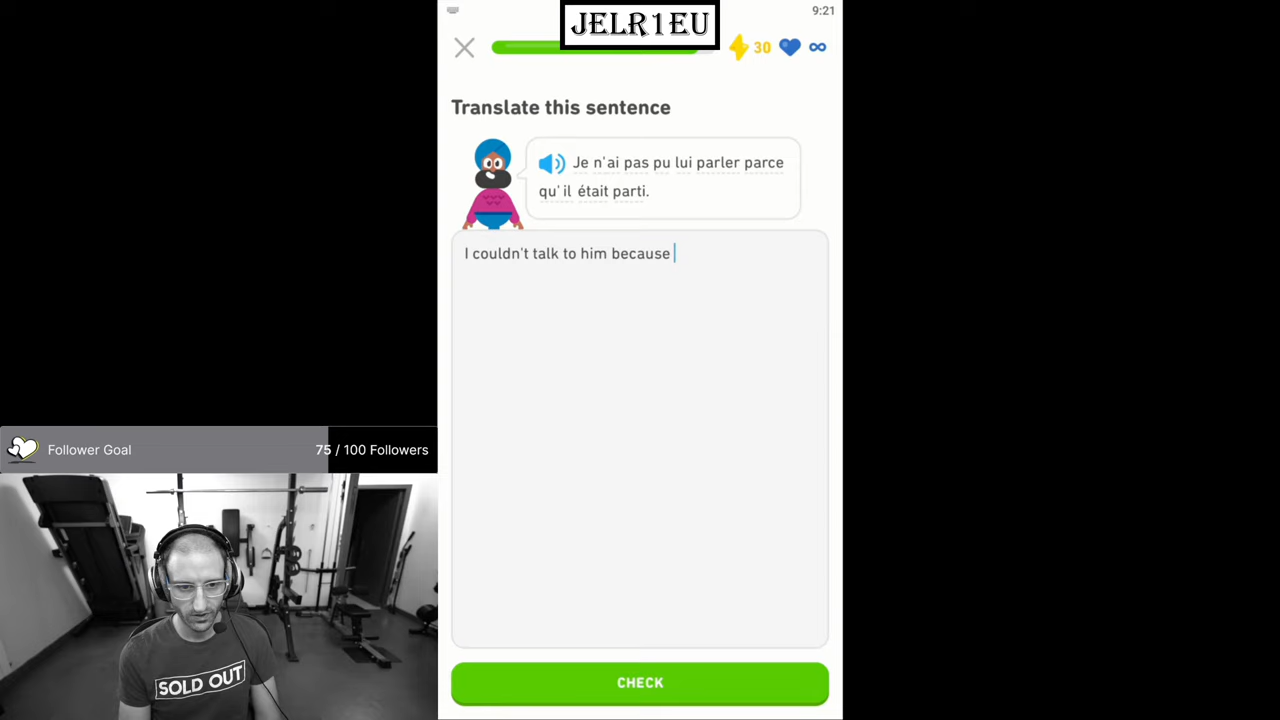 JELR1EU
9:21
30
Translate this sentence
Je n'ai pas pu lui parler parce
qu'il était parti.
I couldn't talk to him because
Follower Goal 75 / 100 Followers
SOLD OUT
CHECK